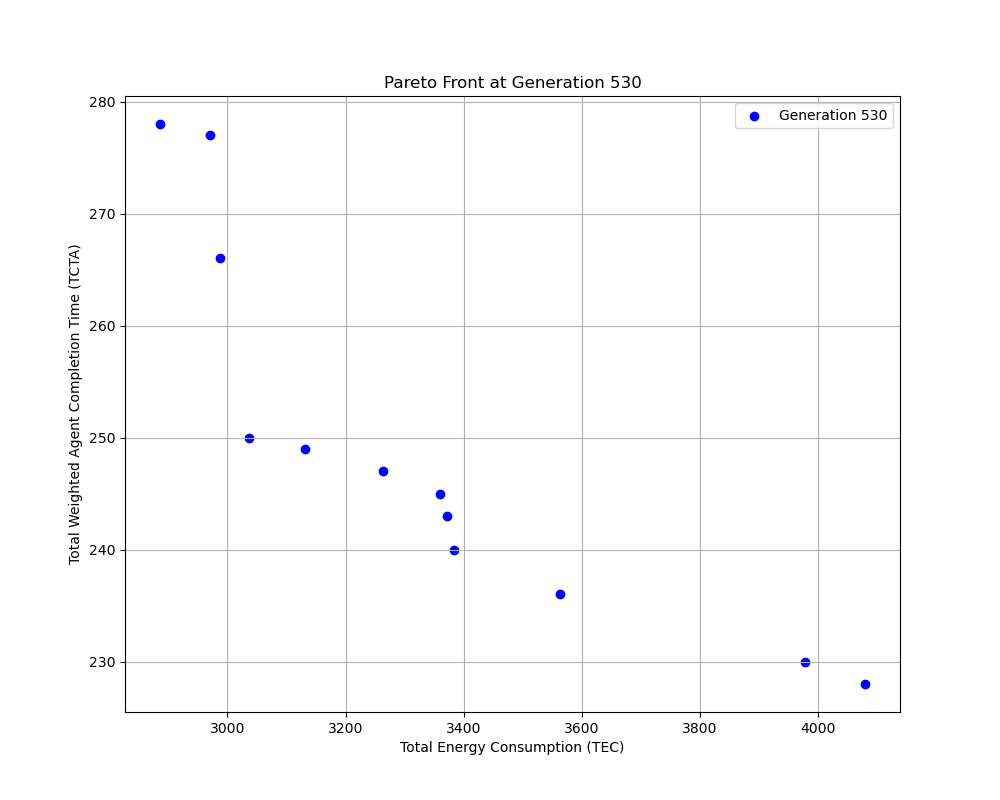 Pareto Front at Generation 530
Generation 530
280
270
260
250
240
230
Total Weighted Agent Completion Time (TCTA)
3000 3200 3400 3600 3800 4000
Total Energy Consumption (TEC)